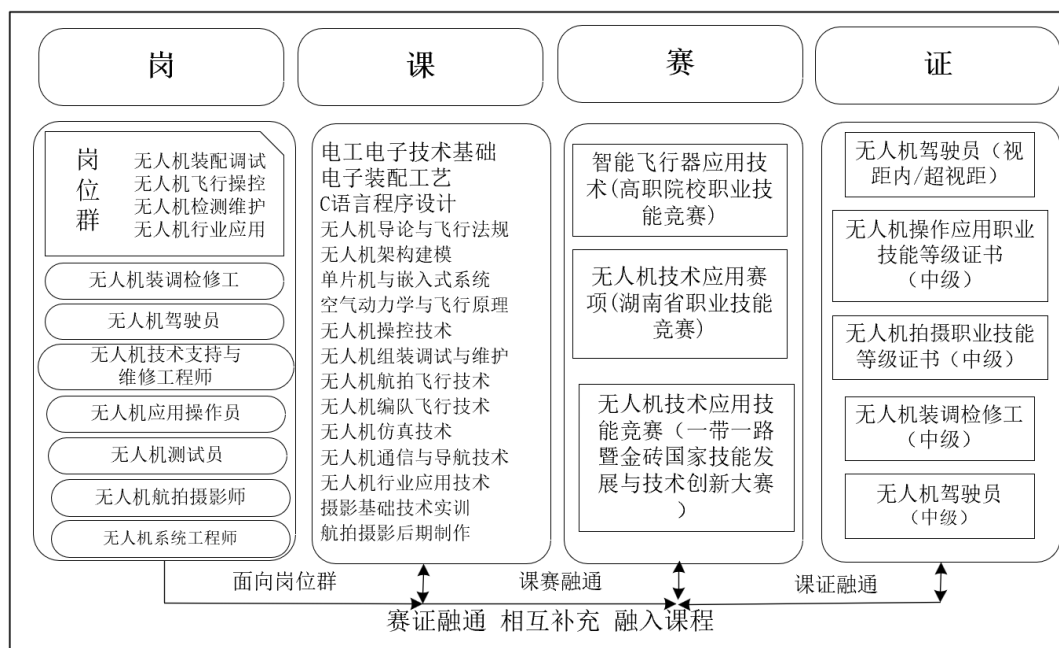 岗
课
赛
证
岗
位
群
无人机装配调试
无人机飞行操控
无人机检测维护
无人机行业应用
无人机装调检修工
无人机驾驶员
无人机技术支持与
维修工程师
无人机应用操作员
无人机测试员
无人机航拍摄影师
无人机系统工程师
电工电子技术基础
电子装配工艺
C语言程序设计
无人机导论与飞行法规
无人机架构建模
单片机与嵌入式系统
空气动力学与飞行原理
无人机操控技术
无人机组装调试与维护
无人机航拍飞行技术
无人机编队飞行技术
无人机仿真技术
无人机通信与导航技术
无人机行业应用技术
摄影基础技术实训
航拍摄影后期制作
智能飞行器应用技
术(高职院校职业技
能竞赛)
无人机技术应用赛
项(湖南省职业技能
竞赛)
无人机技术应用技
能竞赛（一带一路
暨金砖国家技能发
展与技术创新大赛
）
无人机驾驶员（视
距内/超视距）
无人机操作应用职业
技能等级证书
（中级）
无人机拍摄职业技能
等级证书（中级）
无人机装调检修工
（中级）
无人机驾驶员
（中级）
面向岗位群
课赛融通
课证融通
赛证融通 相互补充 融入课程